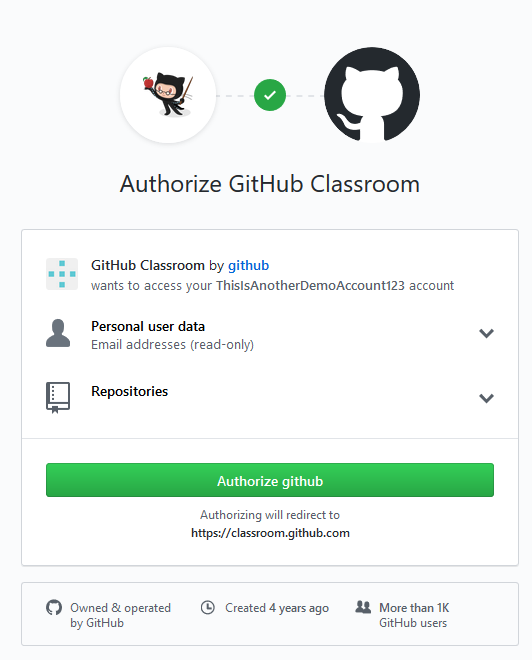 Authorize GitHub Classroom
GitHub Classroom by github
wants to access your ThisIsAnotherDemoAccount123 account
Personal user data
Email addresses (read-only)
Repositories
Authorize github
Authorizing will redirect to
https://classroom.github.com
Owned & operated
by GitHub
Created 4 years ago
More than 1K
GitHub users